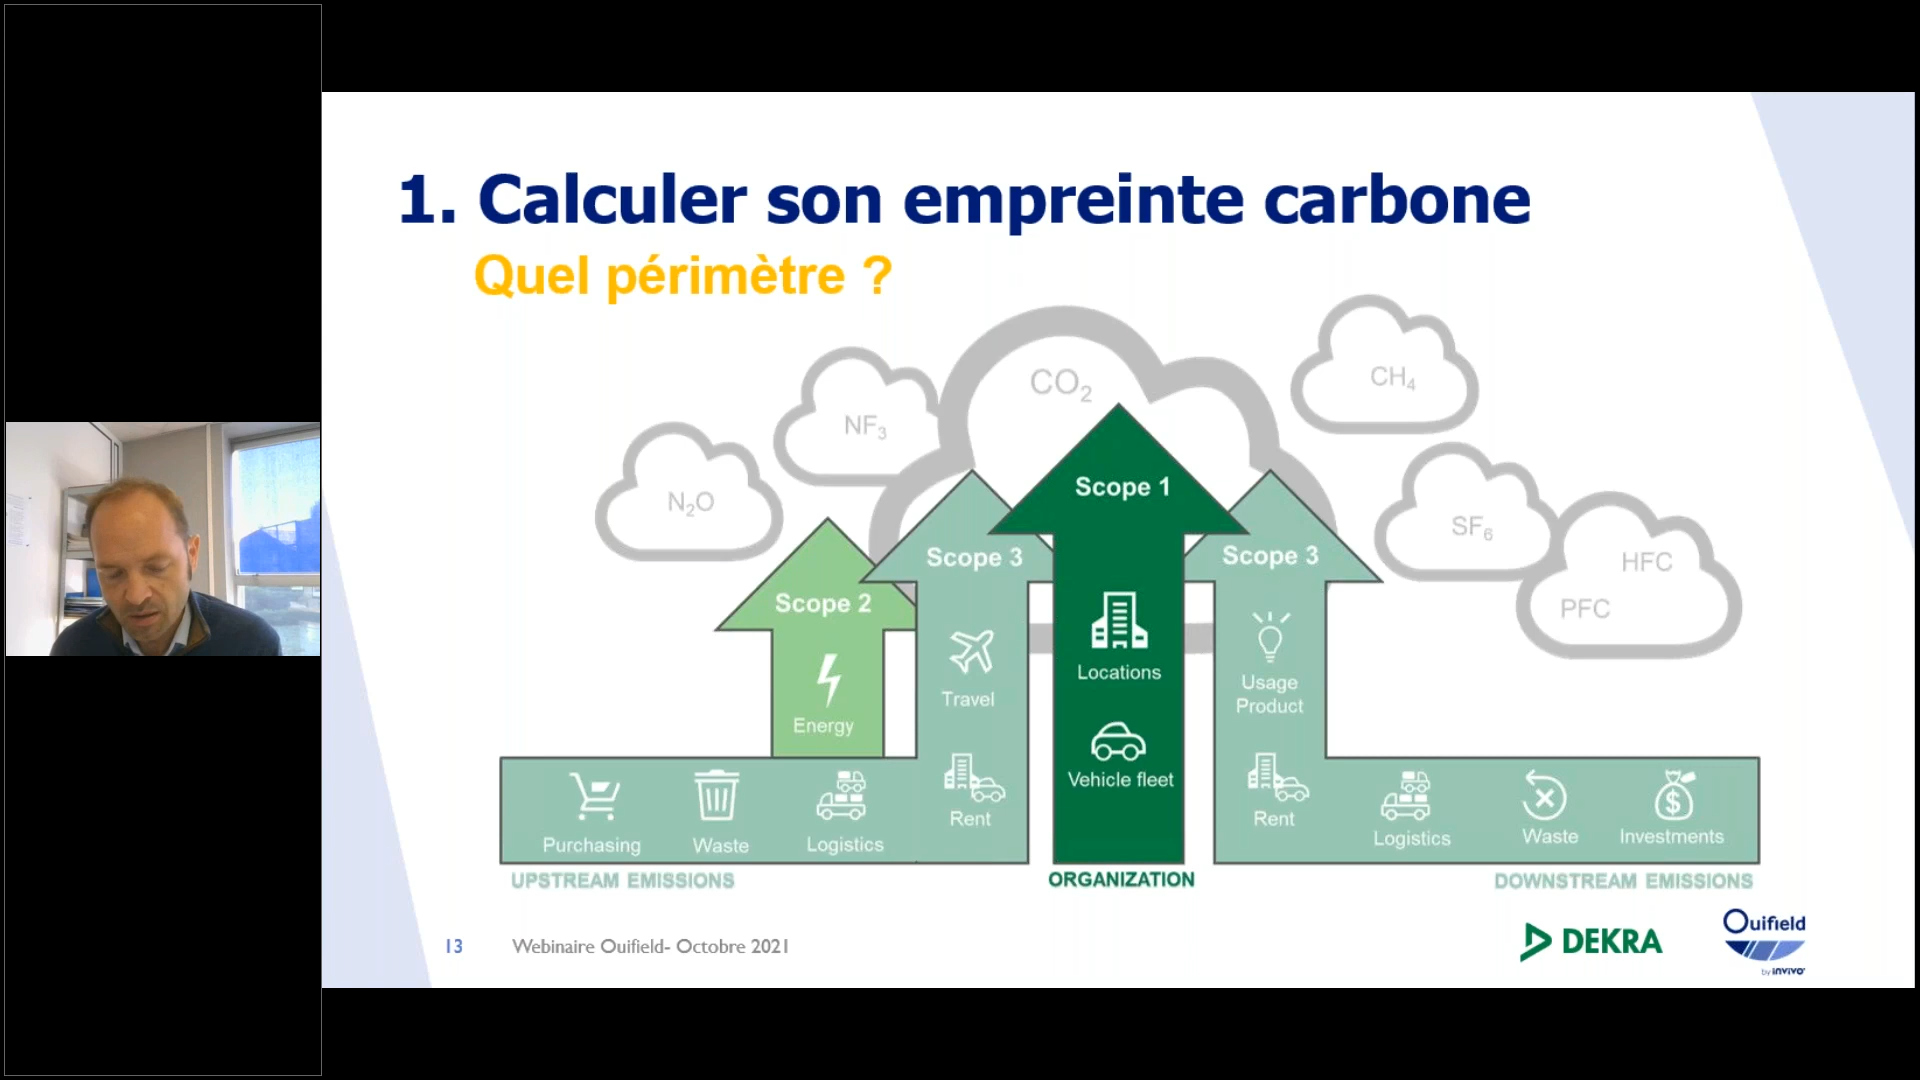 1. Calculer son empreinte carbone
Quel périmètre ?
CO2
CH4
NF3
N2O
SF6
HFC
PFC
Scope 1
Scope 3
Scope 3
Scope 2
Locations
Travel
Usage
Product
Energy
Vehicle fleet
Rent
Rent
Purchasing
Waste
Logistics
Logistics
Waste
Investments
UPSTREAM EMISSIONS
ORGANIZATION
DOWNSTREAM EMISSIONS
13
Webinaire Ouifield- Octobre 2021
DEKRA
Ouifield
by invivo